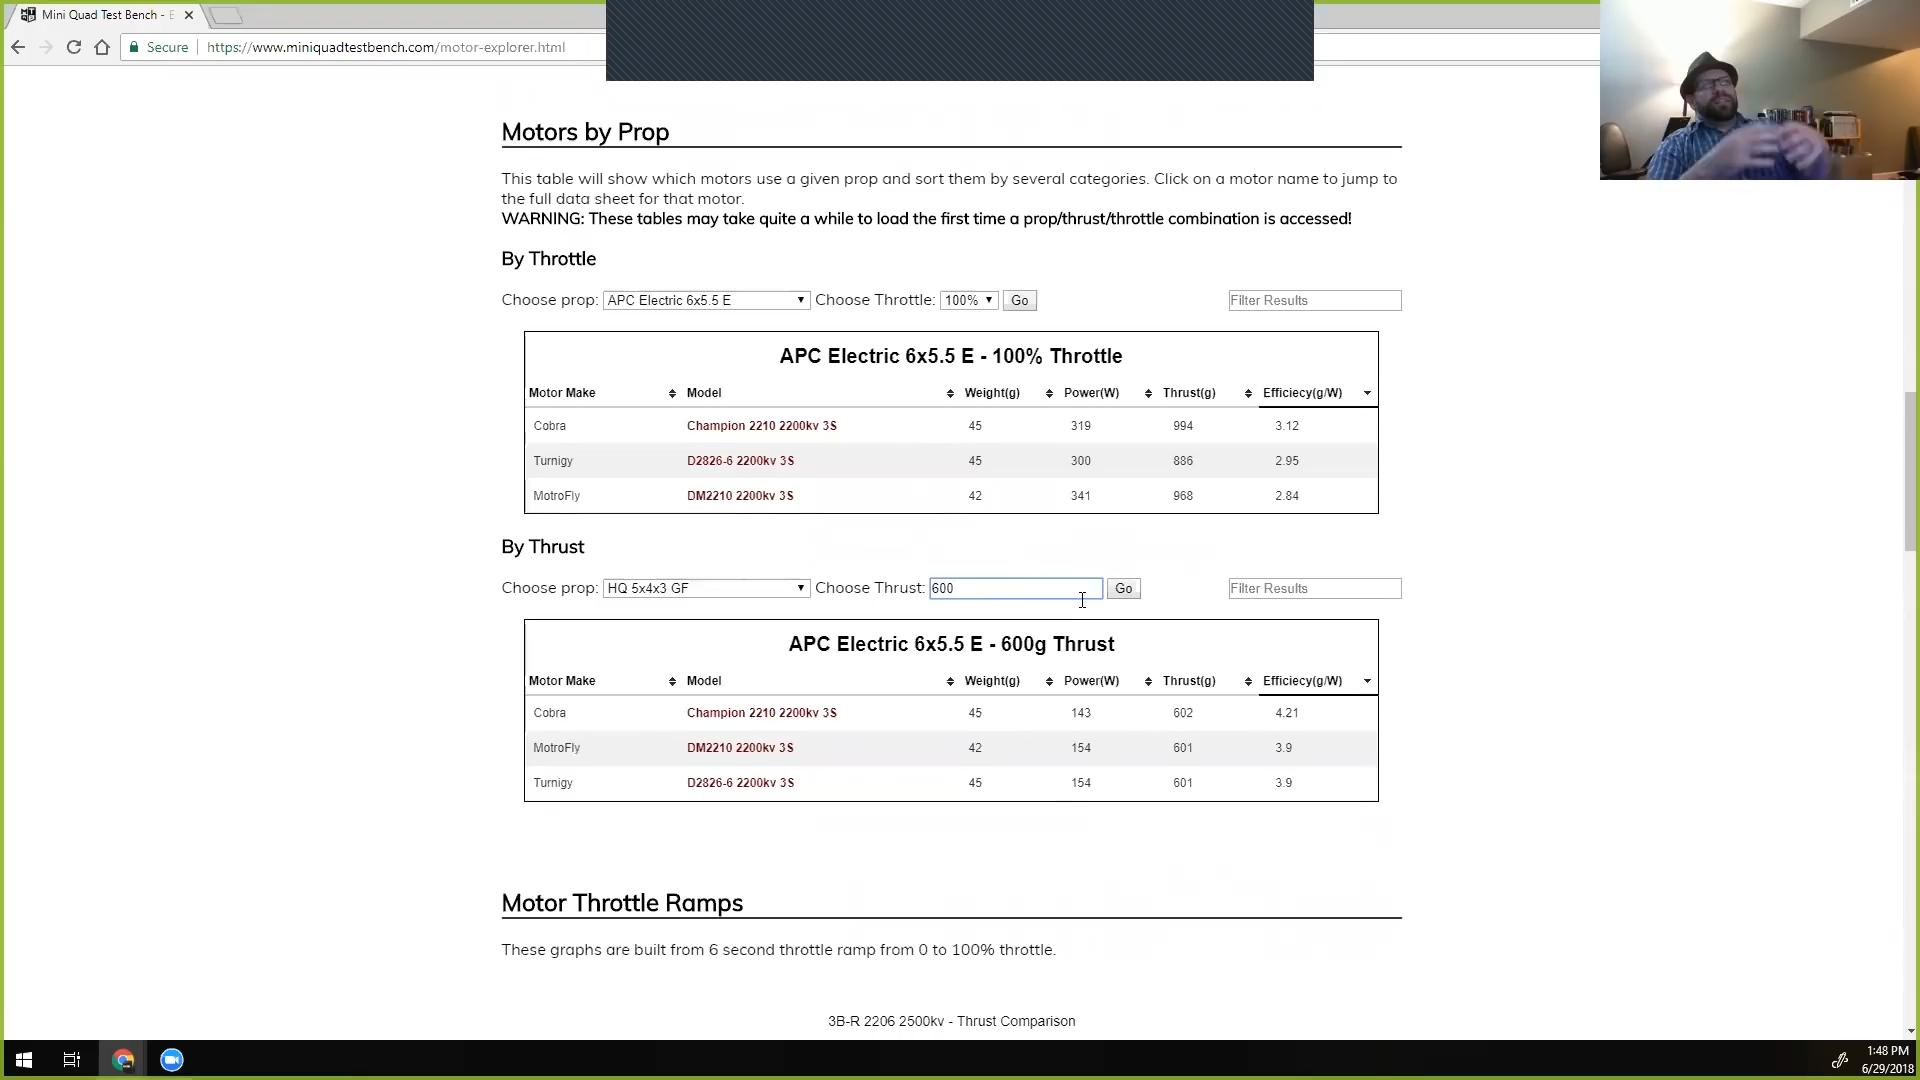 Mini Quad Test Bench - E
Secure https://www.miniquadtestbench.com/motor-explorer.html
Motors by Prop
This table will show which motors use a given prop and sort them by several categories. Click on a motor name to jump to
the full data sheet for that motor.
WARNING: These tables may take quite a while to load the first time a prop/thrust/throttle combination is accessed!
By Throttle
Choose prop: APC Electric 6x5.5 E Choose Throttle: 100% Go Filter Results
APC Electric 6x5.5 E - 100% Throttle
Motor Make Model Weight(g) Power(W) Thrust(g) Efficiecy(g/W)
Cobra Champion 2210 2200kv 3S 45 319 994 3.12
Turnigy D2826-6 2200kv 3S 45 300 886 2.95
MotroFly DM2210 2200kv 3S 42 341 968 2.84
By Thrust
Choose prop: HQ 5x4x3 GF Choose Thrust: 600 Go Filter Results
APC Electric 6x5.5 E - 600g Thrust
Motor Make Model Weight(g) Power(W) Thrust(g) Efficiecy(g/W)
Cobra Champion 2210 2200kv 3S 45 143 602 4.21
MotroFly DM2210 2200kv 3S 42 154 601 3.9
Turnigy D2826-6 2200kv 3S 45 154 601 3.9
Motor Throttle Ramps
These graphs are built from 6 second throttle ramp from 0 to 100% throttle.
3B-R 2206 2500kv - Thrust Comparison
1:48 PM
6/29/2018